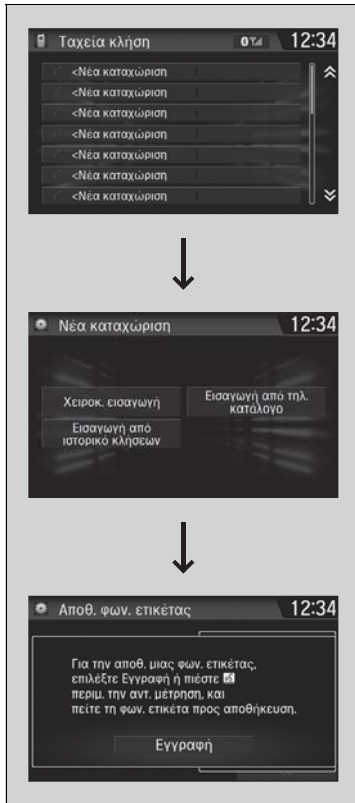 Ταχεία κλήση 12:34
<Νέα καταχώριση
<Νέα καταχώριση
<Νέα καταχώριση
<Νέα καταχώριση
<Νέα καταχώριση
<Νέα καταχώριση
<Νέα καταχώριση
Νέα καταχώριση 12:34
Χειροκ. εισαγωγή
Εισαγωγή από τηλ.
κατάλογο
Εισαγωγή από
ιστορικό κλήσεων
Αποθ. φων. ετικέτας 12:34
Για την αποθ. μιας φων. ετικέτας,
επιλέξτε Εγγραφή ή πιέστε
περιμ. την αντ. μέτρηση, και
πείτε τη φων. ετικέτα προς αποθήκευση.
Εγγραφή